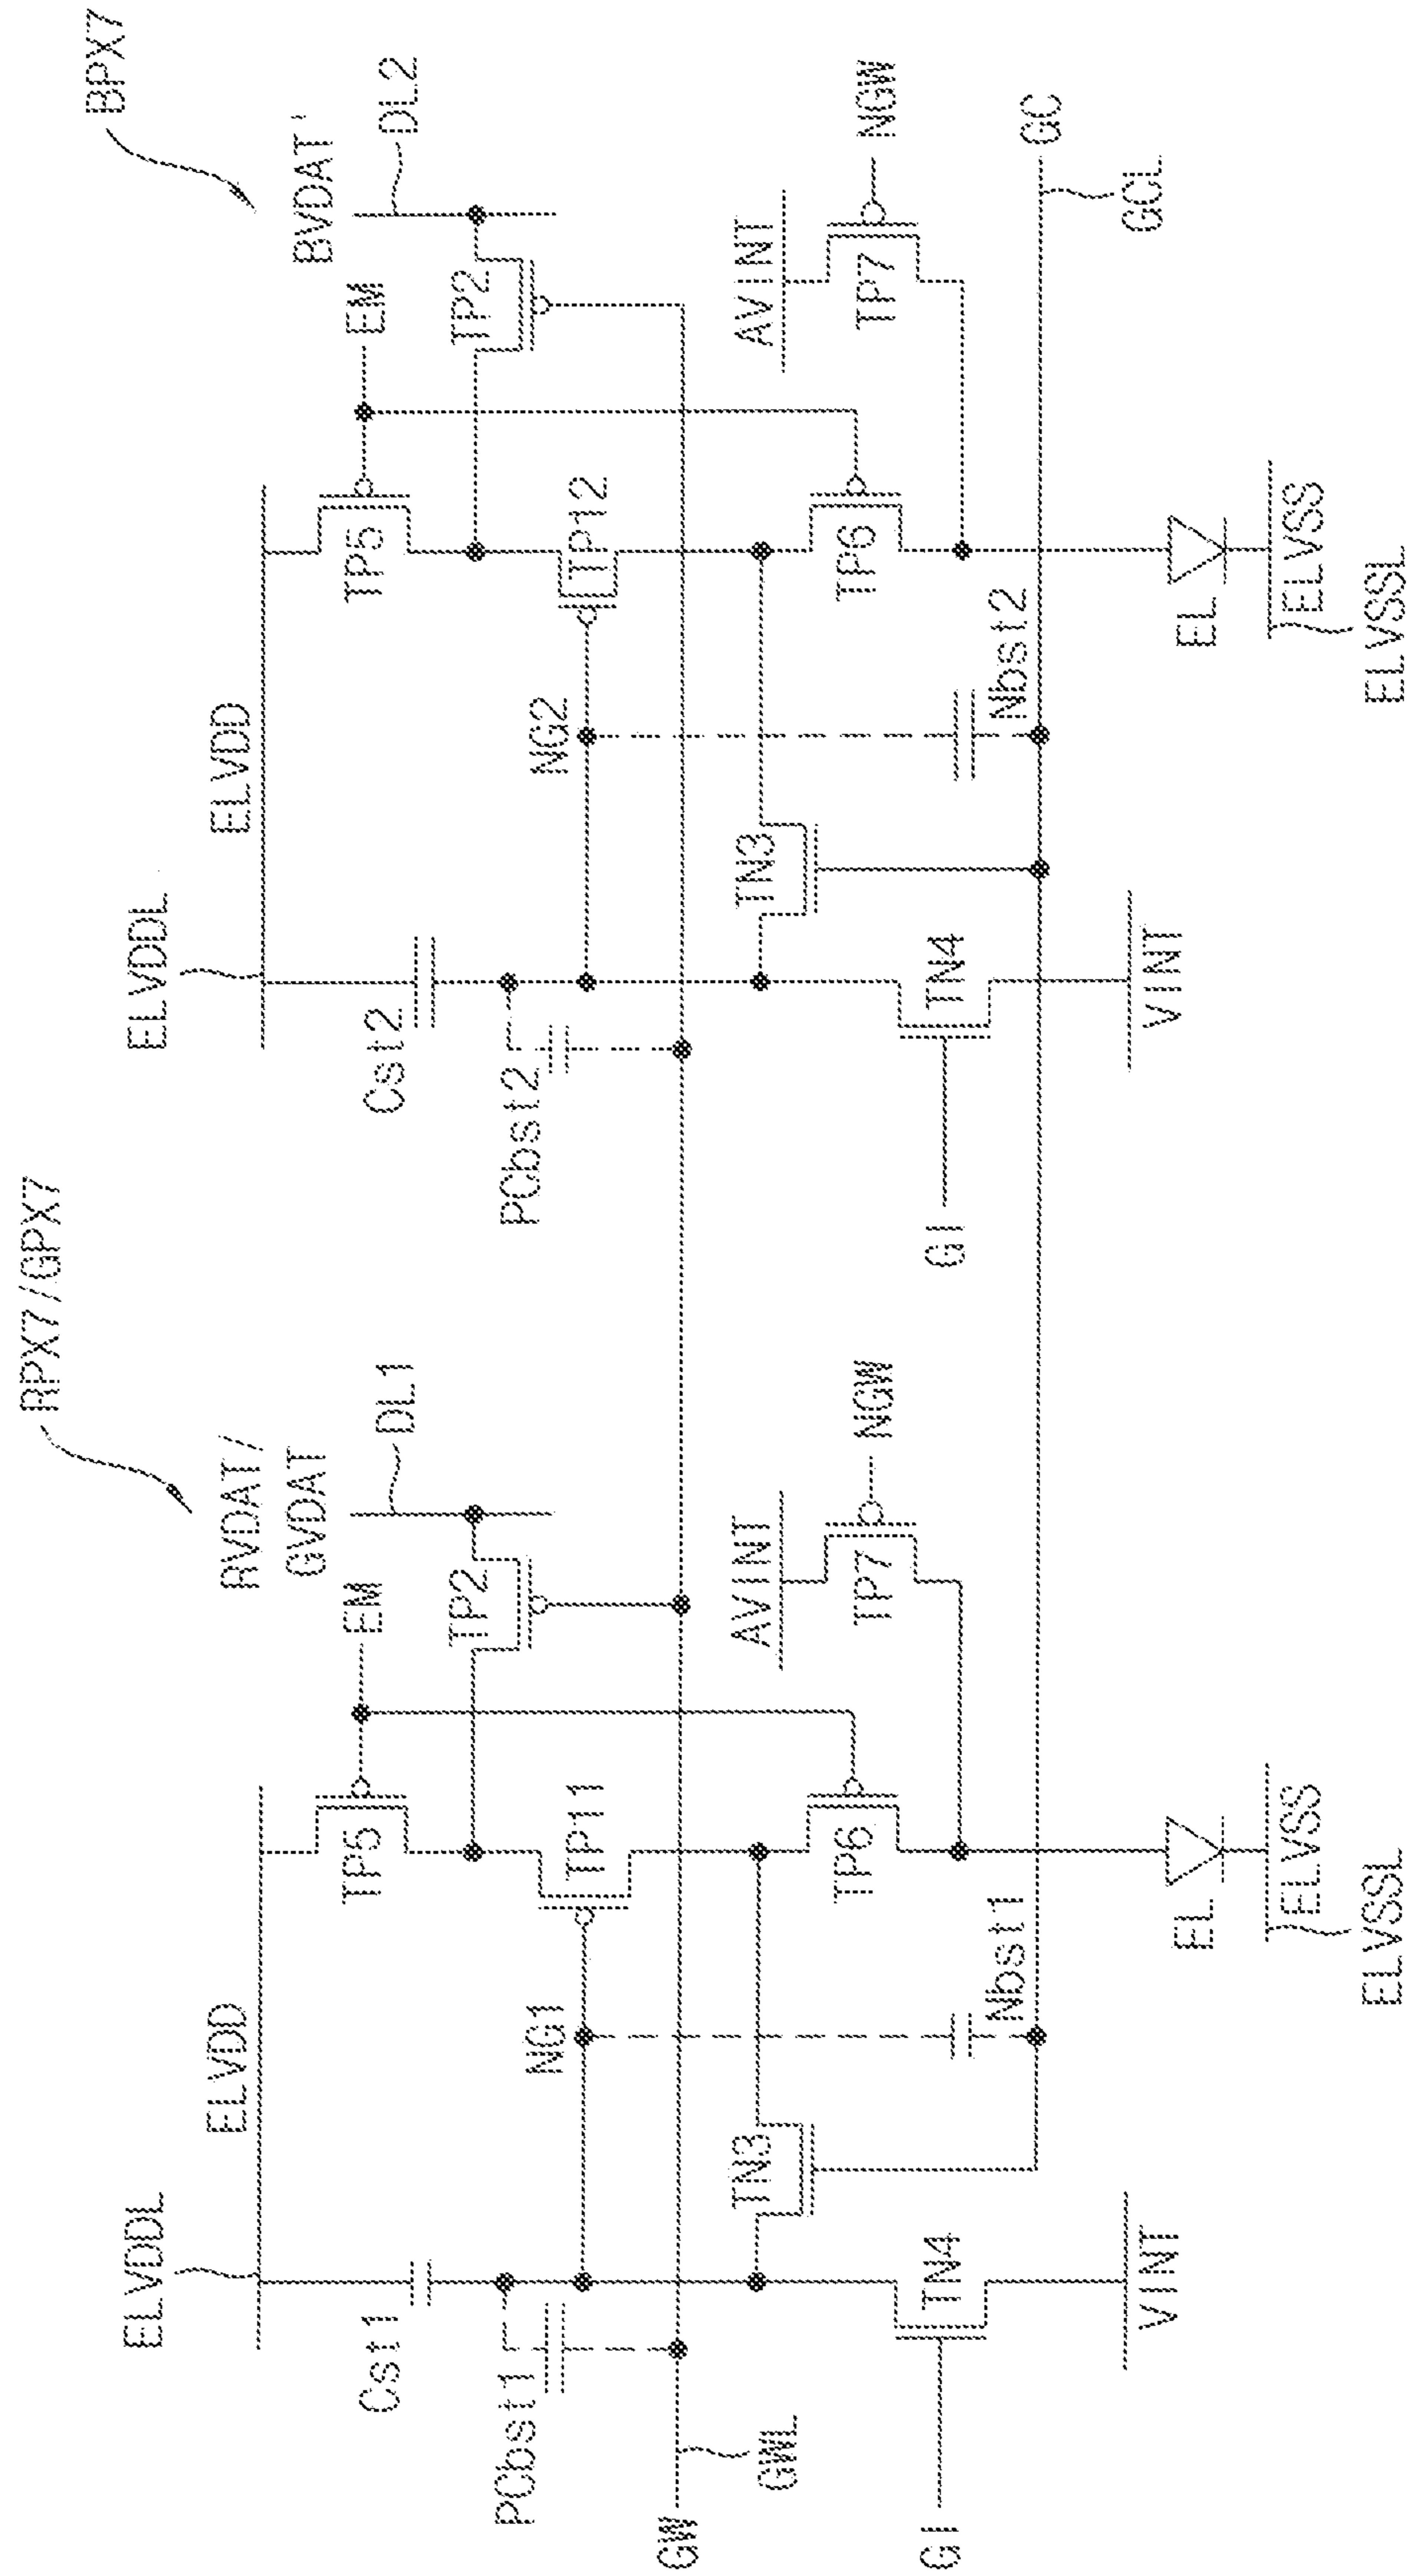 RPX7/GPX7
BPX7
ELVDDL
ELVDD
RVDAT/
GVDAT
EM
DL1
Cst1
TP5
TP2
PCbst1
NG1
TP11
GW
GWL
TN3
TP6
AVINT
TP7
NGW
GI
TN4
Nbst1
VINT
EL
ELVSS
ELVSSL
ELVDDL
ELVDD
BVDAT'
EM
DL2
Cst2
TP5
TP2
PCbst2
NG2
TP12
TN3
TP6
AVINT
TP7
NGW
GI
TN4
Nbst2
GC
GCL
VINT
EL
ELVSS
ELVSSL